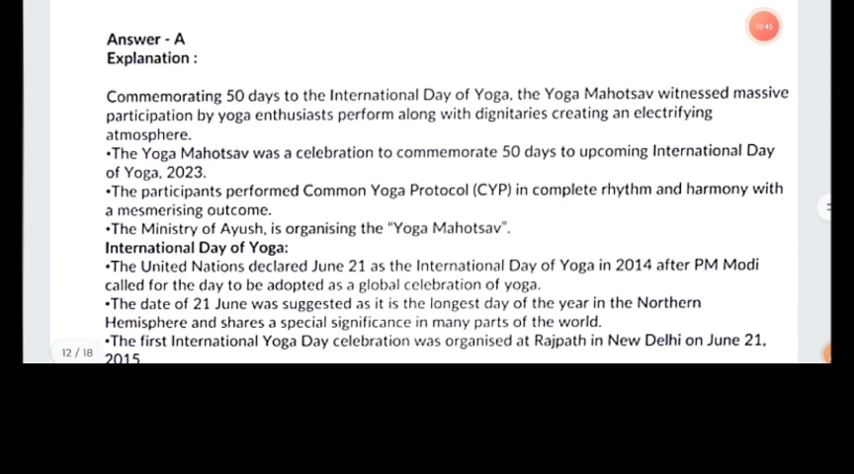 Answer - A
10:45
Explanation :
Commemorating 50 days to the International Day of Yoga, the Yoga Mahotsav witnessed massive
participation by yoga enthusiasts perform along with dignitaries creating an electrifying
atmosphere.
•The Yoga Mahotsav was a celebration to commemorate 50 days to upcoming International Day
of Yoga, 2023.
•The participants performed Common Yoga Protocol (CYP) in complete rhythm and harmony with
a mesmerising outcome.
•The Ministry of Ayush, is organising the "Yoga Mahotsav".
International Day of Yoga:
•The United Nations declared June 21 as the International Day of Yoga in 2014 after PM Modi
called for the day to be adopted as a global celebration of yoga.
•The date of 21 June was suggested as it is the longest day of the year in the Northern
Hemisphere and shares a special significance in many parts of the world.
•The first International Yoga Day celebration was organised at Rajpath in New Delhi on June 21,
12 / 18
2015